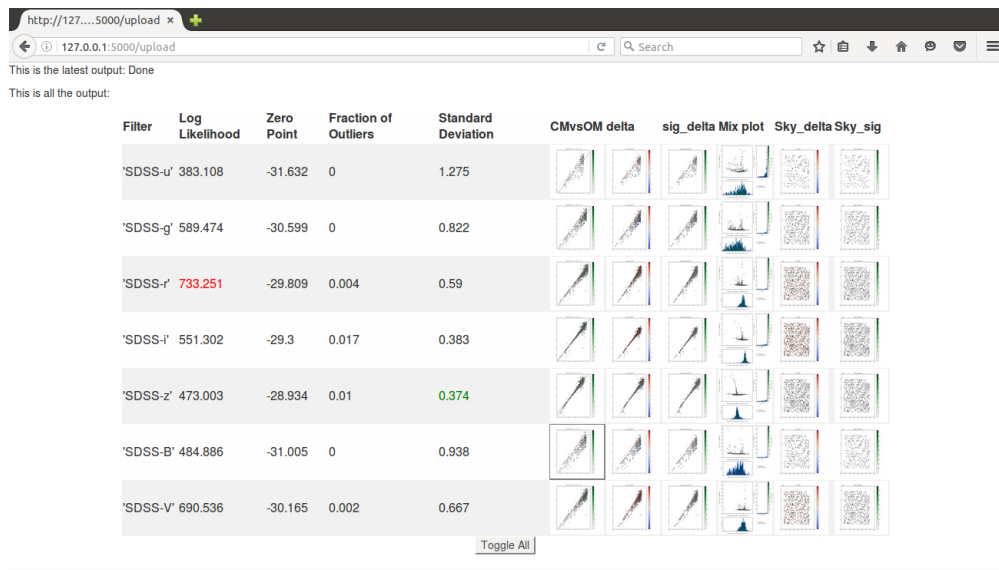 http://127....5000/upload ×
127.0.0.1:5000/upload
Search
This is the latest output: Done
This is all the output:
Filter Log Likelihood Zero Point Fraction of Outliers Standard Deviation CMvsOM delta sig_delta Mix plot Sky_delta Sky_sig
'SDSS-u' 383.108 -31.632 0 1.275
'SDSS-g' 589.474 -30.599 0 0.822
'SDSS-r' 733.251 -29.809 0.004 0.59
'SDSS-i' 551.302 -29.3 0.017 0.383
'SDSS-z' 473.003 -28.934 0.01 0.374
'SDSS-B' 484.886 -31.005 0 0.938
'SDSS-V' 690.536 -30.165 0.002 0.667
Toggle All